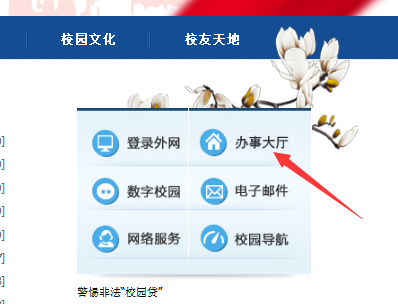 校园文化 校友天地
登录外网 办事大厅
数字校园 电子邮件
网络服务 校园导航
警惕非法“校园贷”